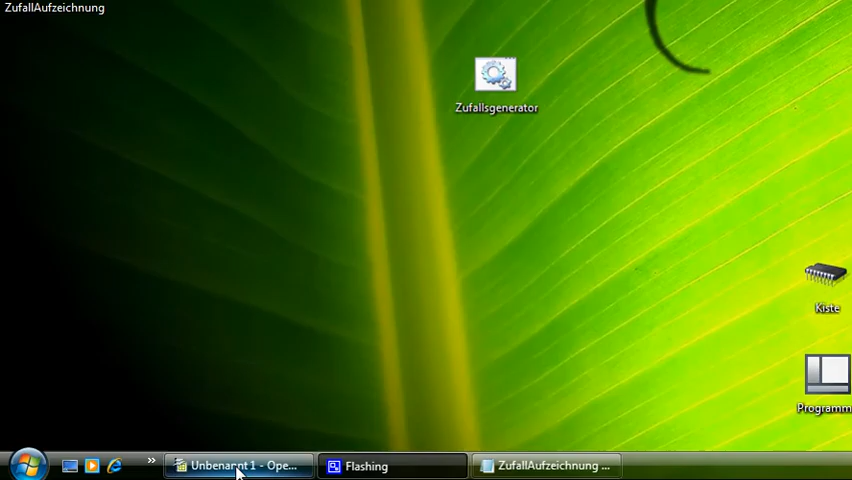 ZufallAufzeichnung
Zufallsgenerator
Kiste
Programm
Unbenannt 1 - Ope...
Flashing
ZufallAufzeichnung ...